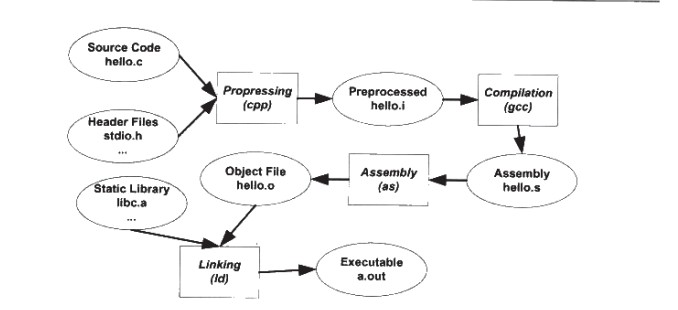 Source Code
hello.c
Propressing
(cpp)
Preprocessed
hello.i
Compilation
(gcc)
Header Files
stdio.h
...
Object File
hello.o
Assembly
(as)
Assembly
hello.s
Static Library
libc.a
...
Linking
(ld)
Executable
a.out